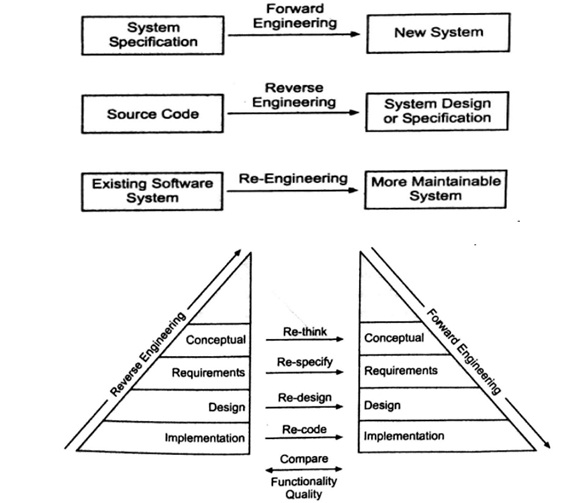 System
Specification
Forward
Engineering
New System
Source Code
Reverse
Engineering
System Design
or Specification
Existing Software
System
Re-Engineering
More Maintainable
System
Reverse Engineering
Conceptual
Requirements
Design
Implementation
Re-think
Re-specify
Re-design
Re-code
Compare
Functionality
Quality
Forward Engineering
Conceptual
Requirements
Design
Implementation